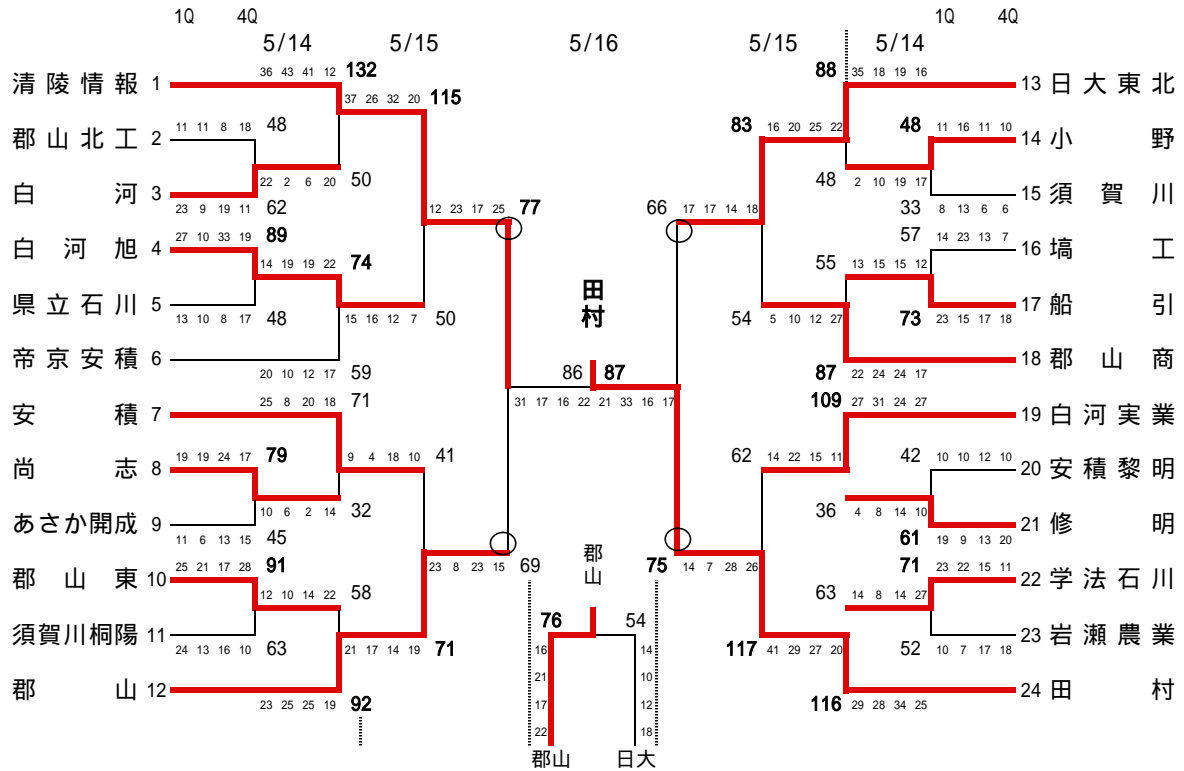 1Q 4Q 1Q 4Q
5/14 5/15 5/16 5/15 5/14
36 43 41 12 132 88 35 18 19 16
清陵情報 1 13 日大東北
37 26 32 20 115
11 11 8 18 48 83 16 20 25 22 48 11 16 11 10
郡山北工 2 14 小野
22 2 6 20 50 48 2 10 19 17
白河 3 15 須賀川
23 9 19 11 62 12 23 17 25 77 66 17 17 14 18 33 8 13 6 6
27 10 33 19 89 57 14 23 13 7
白河旭 4 16 塙工
14 19 19 22 74 55 13 15 15 12
県立石川 5 田村 17 船引
13 10 8 17 48 15 16 12 7 50 54 5 10 12 27 73 23 15 17 18
帝京安積 6 18 郡山商
20 10 12 17 59 86 87 87 22 24 24 17
25 8 20 18 71 31 17 16 22 21 33 16 17 109 27 31 24 27
安積 7 19 白河実業
19 19 24 17 79 9 4 18 10 41 62 14 22 15 11 42 10 10 12 10
尚志 8 20 安積黎明
10 6 2 14 32 36 4 8 14 10
あさか開成 9 21 修明
11 6 13 15 45 61 19 9 13 20
25 21 17 28 91 23 8 23 15 69 郡山 75 14 7 28 26 71 23 22 15 11
郡山東 10 22 学法石川
12 10 14 22 58 63 14 8 14 27
須賀川桐陽 11 76 54 23 岩瀬農業
24 13 16 10 63 21 17 14 19 71 16 14 117 41 29 27 20 52 10 7 17 18
21 10
郡山 12 24 田村
23 25 25 19 92 17 12 116 29 28 34 25
22 18
郡山 日大